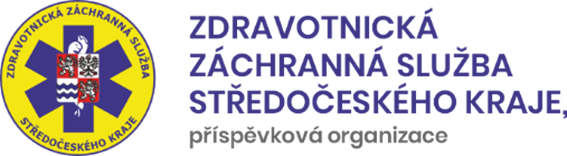 ZDRAVOTNICKÁ ZÁCHRANNÁ SLUŽBA
STŘEDOČESKÉHO KRAJE
ZDRAVOTNICKÁ
ZÁCHRANNÁ SLUŽBA
STŘEDOČESKÉHO KRAJE,
příspěvková organizace